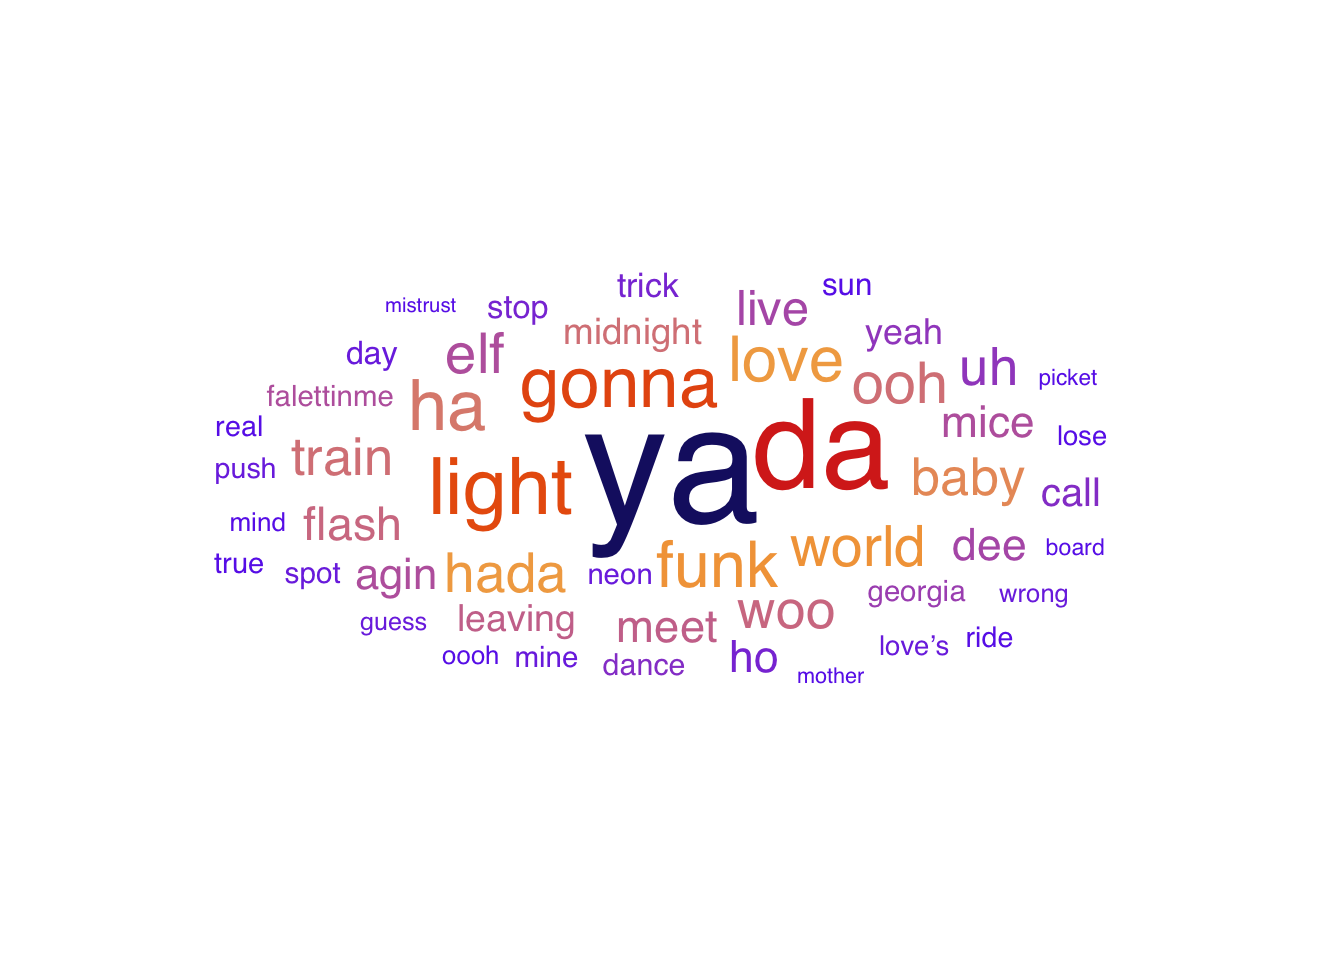 trick
sun
mistrust
stop
live
midnight
yeah
day
elf
love
uh
picket
falettinme
ha
gonna
ooh
real
mice
lose
push
train
light
ya
da
baby
call
mind
flash
world
dee
board
true
spot
agin
hada
neon
funk
georgia
wrong
guess
leaving
meet
woo
love’s
ride
oooh
mine
dance
ho
mother